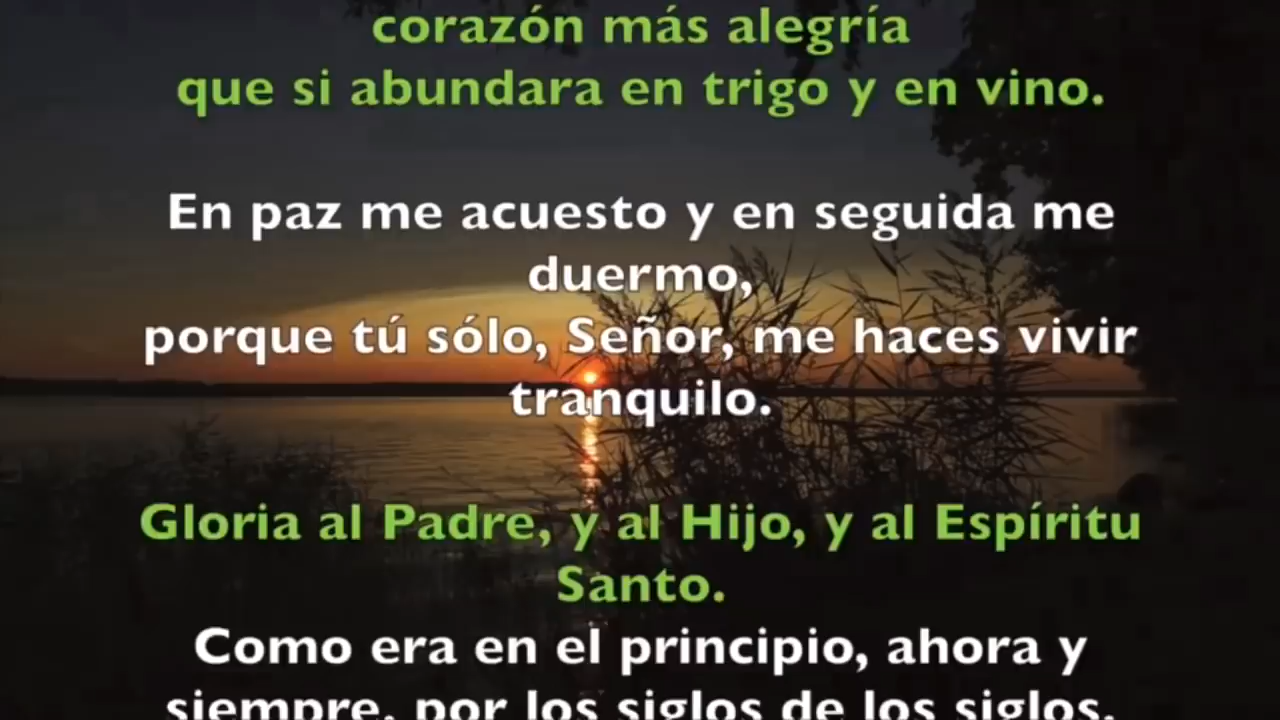 corazón más alegría
que si abundara en trigo y en vino.
En paz me acuesto y en seguida me
duermo,
porque tú sólo, Señor, me haces vivir
tranquilo.
Gloria al Padre, y al Hijo, y al Espíritu
Santo.
Como era en el principio, ahora y
siempre, por los siglos de los siglos.